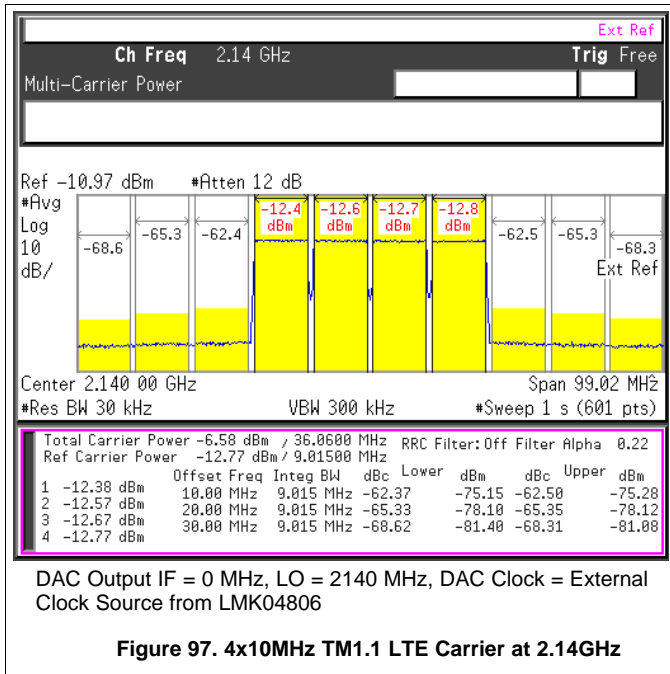 Ext Ref
Ch Freq 2.14 GHz Trig Free
Multi-Carrier Power
Ref -10.97 dBm #Atten 12 dB
#Avg
Log
10
dB/
-68.6 -65.3 -62.4 -12.4 dBm -12.6 dBm -12.7 dBm -12.8 dBm -62.5 -65.3 -68.3
Ext Ref
Center 2.140 00 GHz Span 99.02 MHz
#Res BW 30 kHz VBW 300 kHz #Sweep 1 s (601 pts)
Total Carrier Power -6.58 dBm / 36.0600 MHz RRC Filter: Off Filter Alpha 0.22
Ref Carrier Power -12.77 dBm / 9.01500 MHz
Offset Freq Integ BW dBc Lower dBm dBc Upper dBm
1 -12.38 dBm 10.00 MHz 9.015 MHz -62.37 -75.15 -62.50 -75.28
2 -12.57 dBm 20.00 MHz 9.015 MHz -65.33 -78.10 -65.35 -78.12
3 -12.67 dBm 30.00 MHz 9.015 MHz -68.62 -81.40 -68.31 -81.08
4 -12.77 dBm
DAC Output IF = 0 MHz, LO = 2140 MHz, DAC Clock = External
Clock Source from LMK04806
Figure 97. 4x10MHz TM1.1 LTE Carrier at 2.14GHz